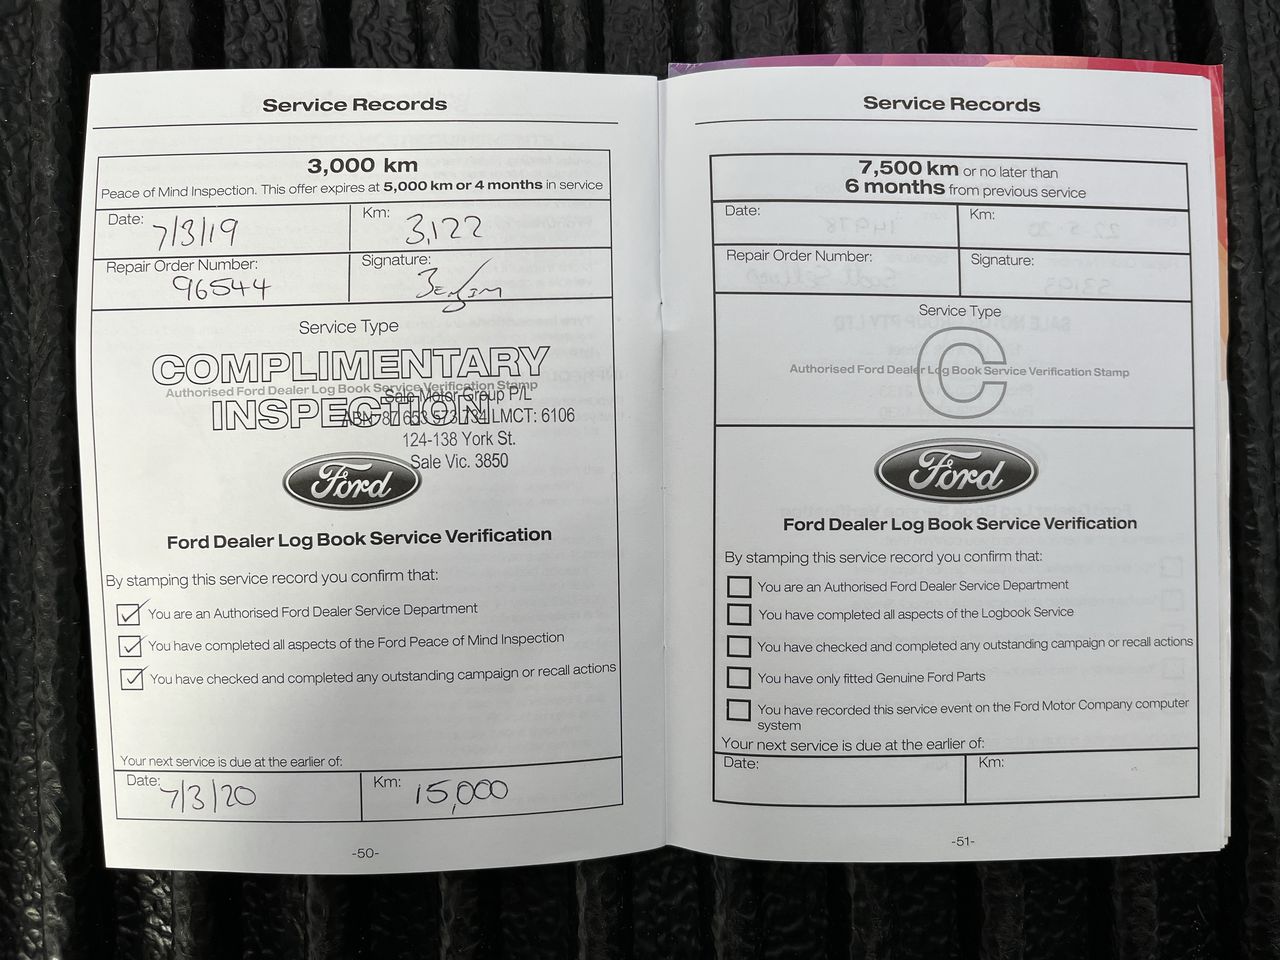 Service Records
3,000 km
Peace of Mind Inspection. This offer expires at 5,000 km or 4 months in service
Date: 7/3/19
Km: 3,122
Repair Order Number: 96544
Signature:
Service Type
COMPLIMENTARY
Authorised Ford Dealer Log Book Service Verification Stamp
INSPECTION
Sale Motor Group P/L
ABN 87 653 573 734 LMCT: 6106
124-138 York St.
Sale Vic. 3850
Ford
Ford Dealer Log Book Service Verification
By stamping this service record you confirm that:
You are an Authorised Ford Dealer Service Department
You have completed all aspects of the Ford Peace of Mind Inspection
You have checked and completed any outstanding campaign or recall actions
Your next service is due at the earlier of:
Date: 7/3/20
Km: 15,000
-50-
Service Records
7,500 km or no later than
6 months from previous service
Date:
Km:
Repair Order Number:
Signature:
Service Type
C
Authorised Ford Dealer Log Book Service Verification Stamp
Ford
Ford Dealer Log Book Service Verification
By stamping this service record you confirm that:
You are an Authorised Ford Dealer Service Department
You have completed all aspects of the Logbook Service
You have checked and completed any outstanding campaign or recall actions
You have only fitted Genuine Ford Parts
You have recorded this service event on the Ford Motor Company computer
system
Your next service is due at the earlier of:
Date:
Km:
-51-